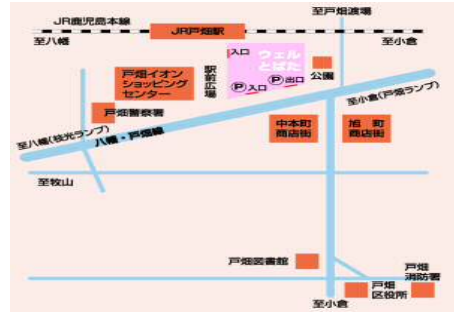 至戸畑渡場
JR鹿児島本線
JR戸畑駅
至八幡
至小倉
入口
ウェル
とばた
公園
戸畑イオン
ショッピング
センター
駅前広場
P入口
P出口
戸畑警察署
至小倉(戸畑ランプ)
至八幡(枝光ランプ)
八幡・戸畑線
中本町
商店街
旭町
商店街
至牧山
戸畑図書館
戸畑
消防署
戸畑
区役所
至小倉